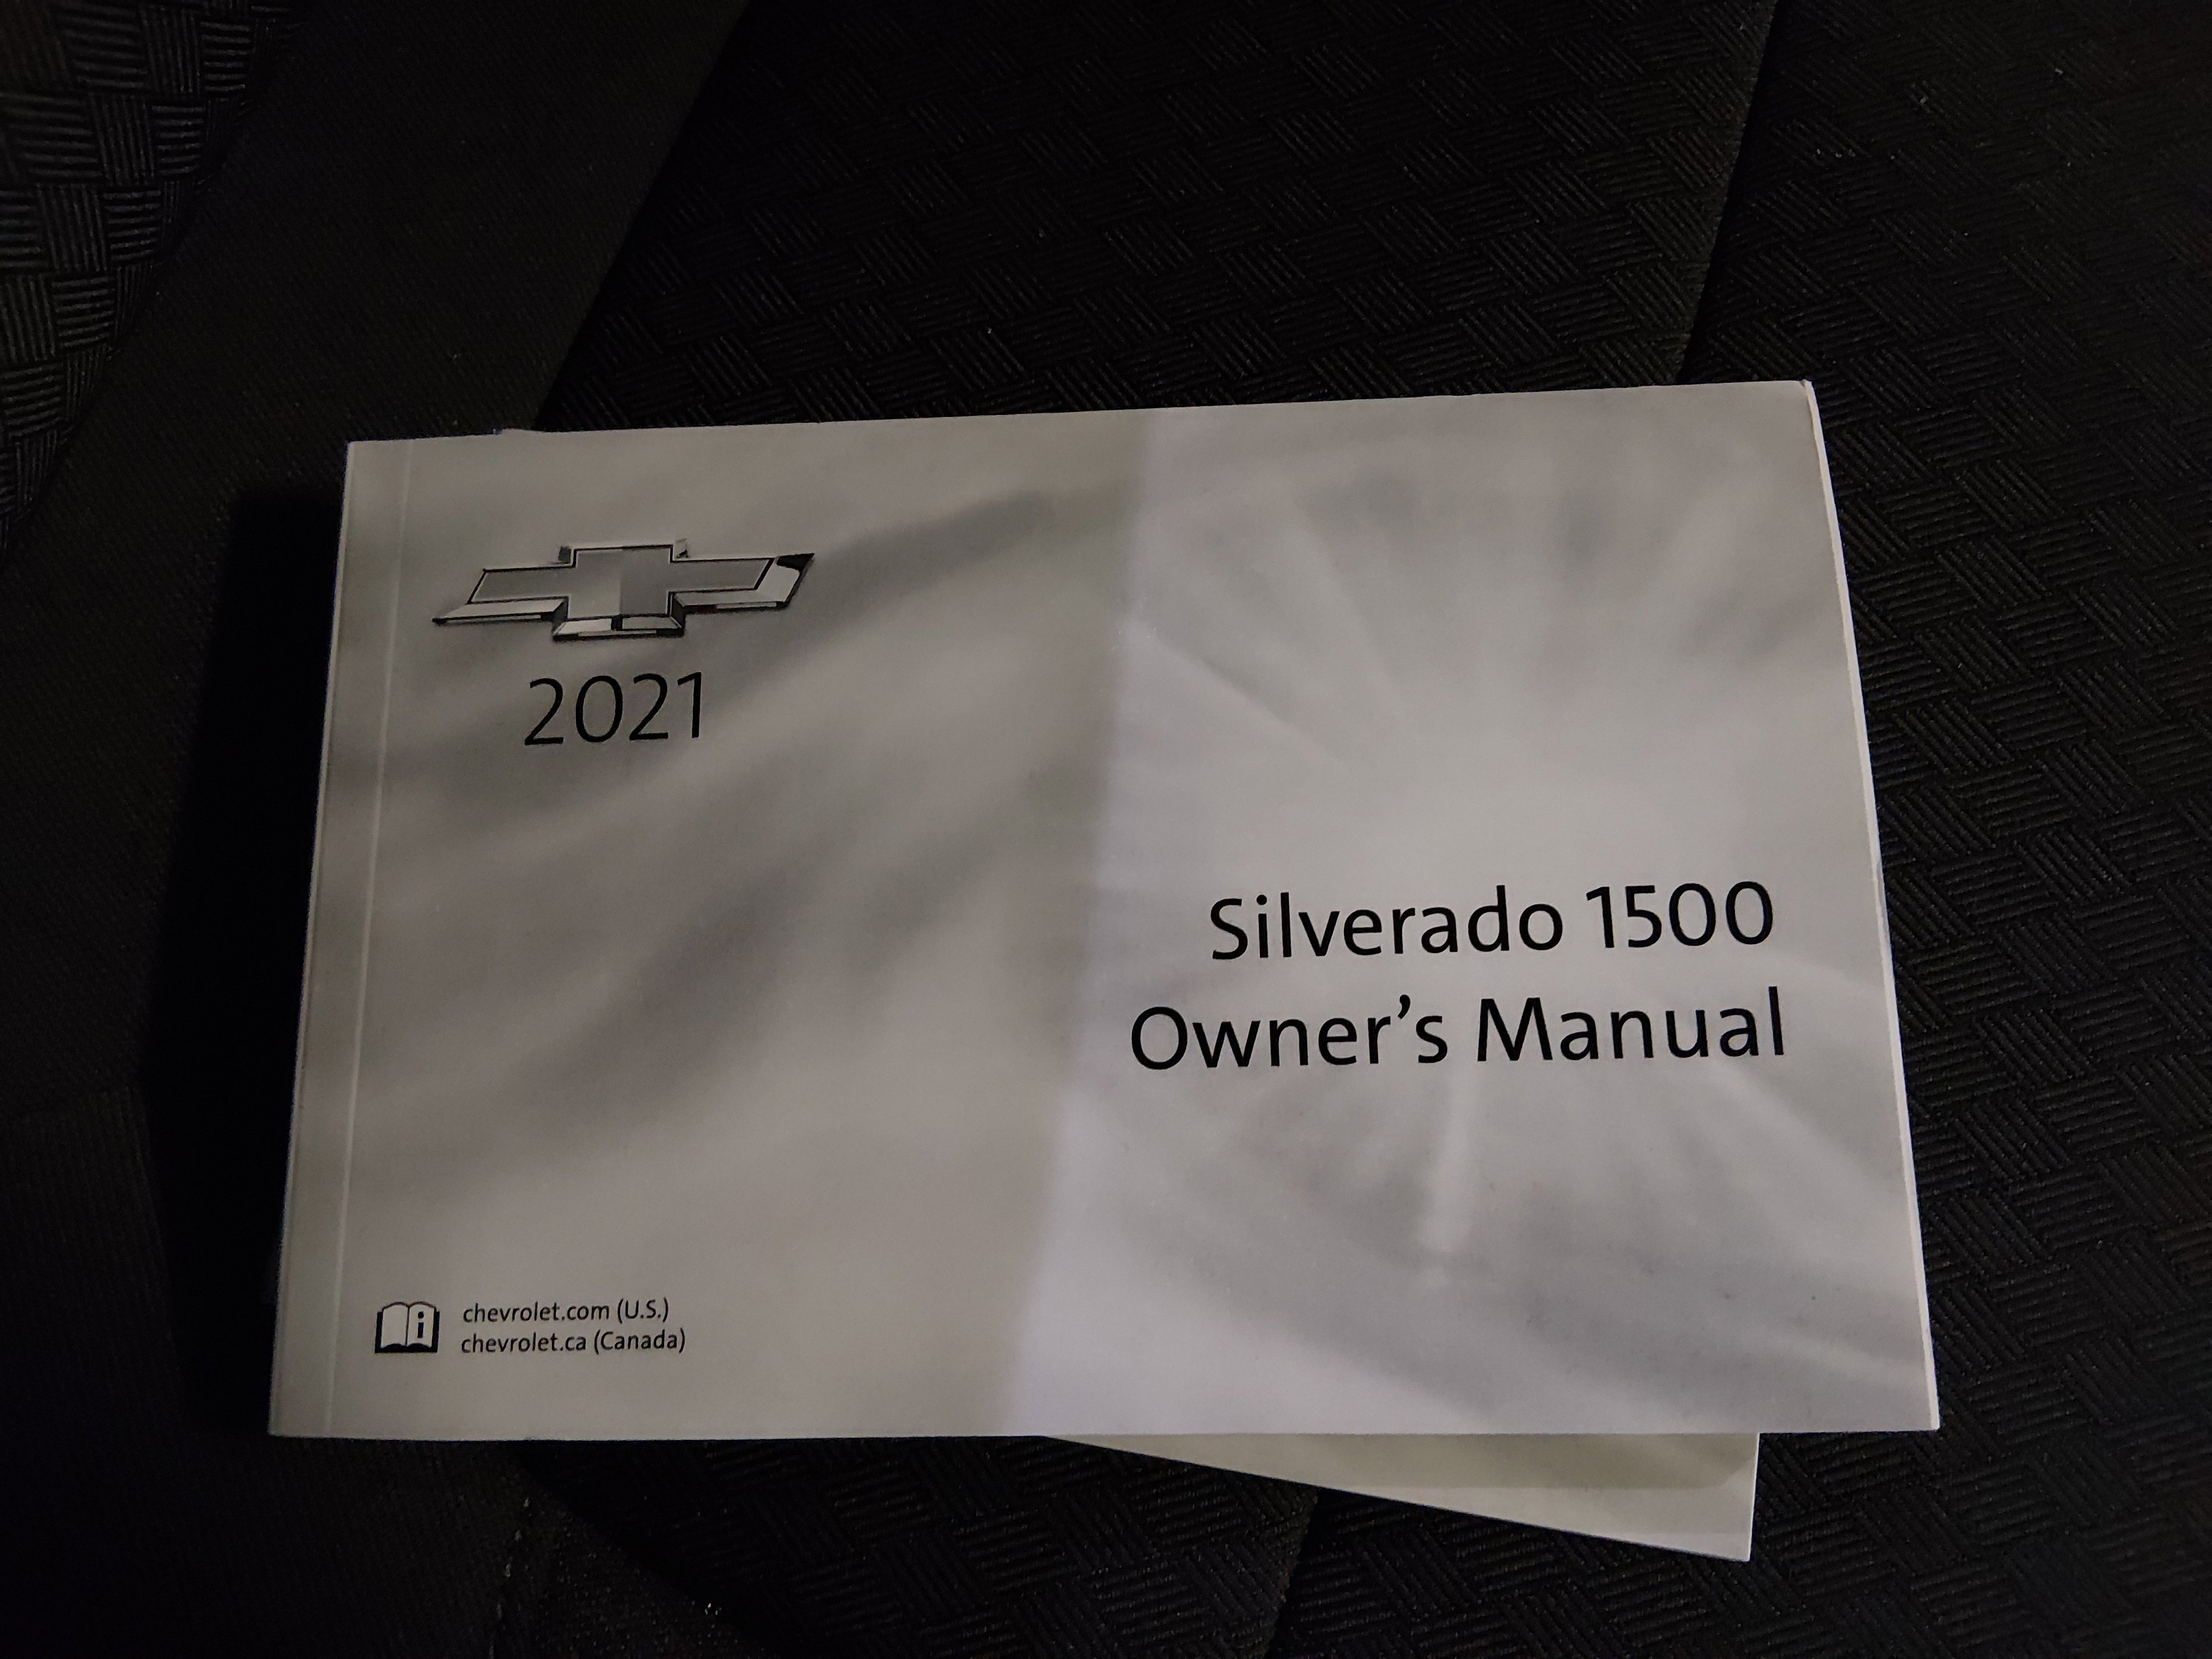 2021
Silverado 1500
Owner’s Manual
chevrolet.com (U.S.)
chevrolet.ca (Canada)